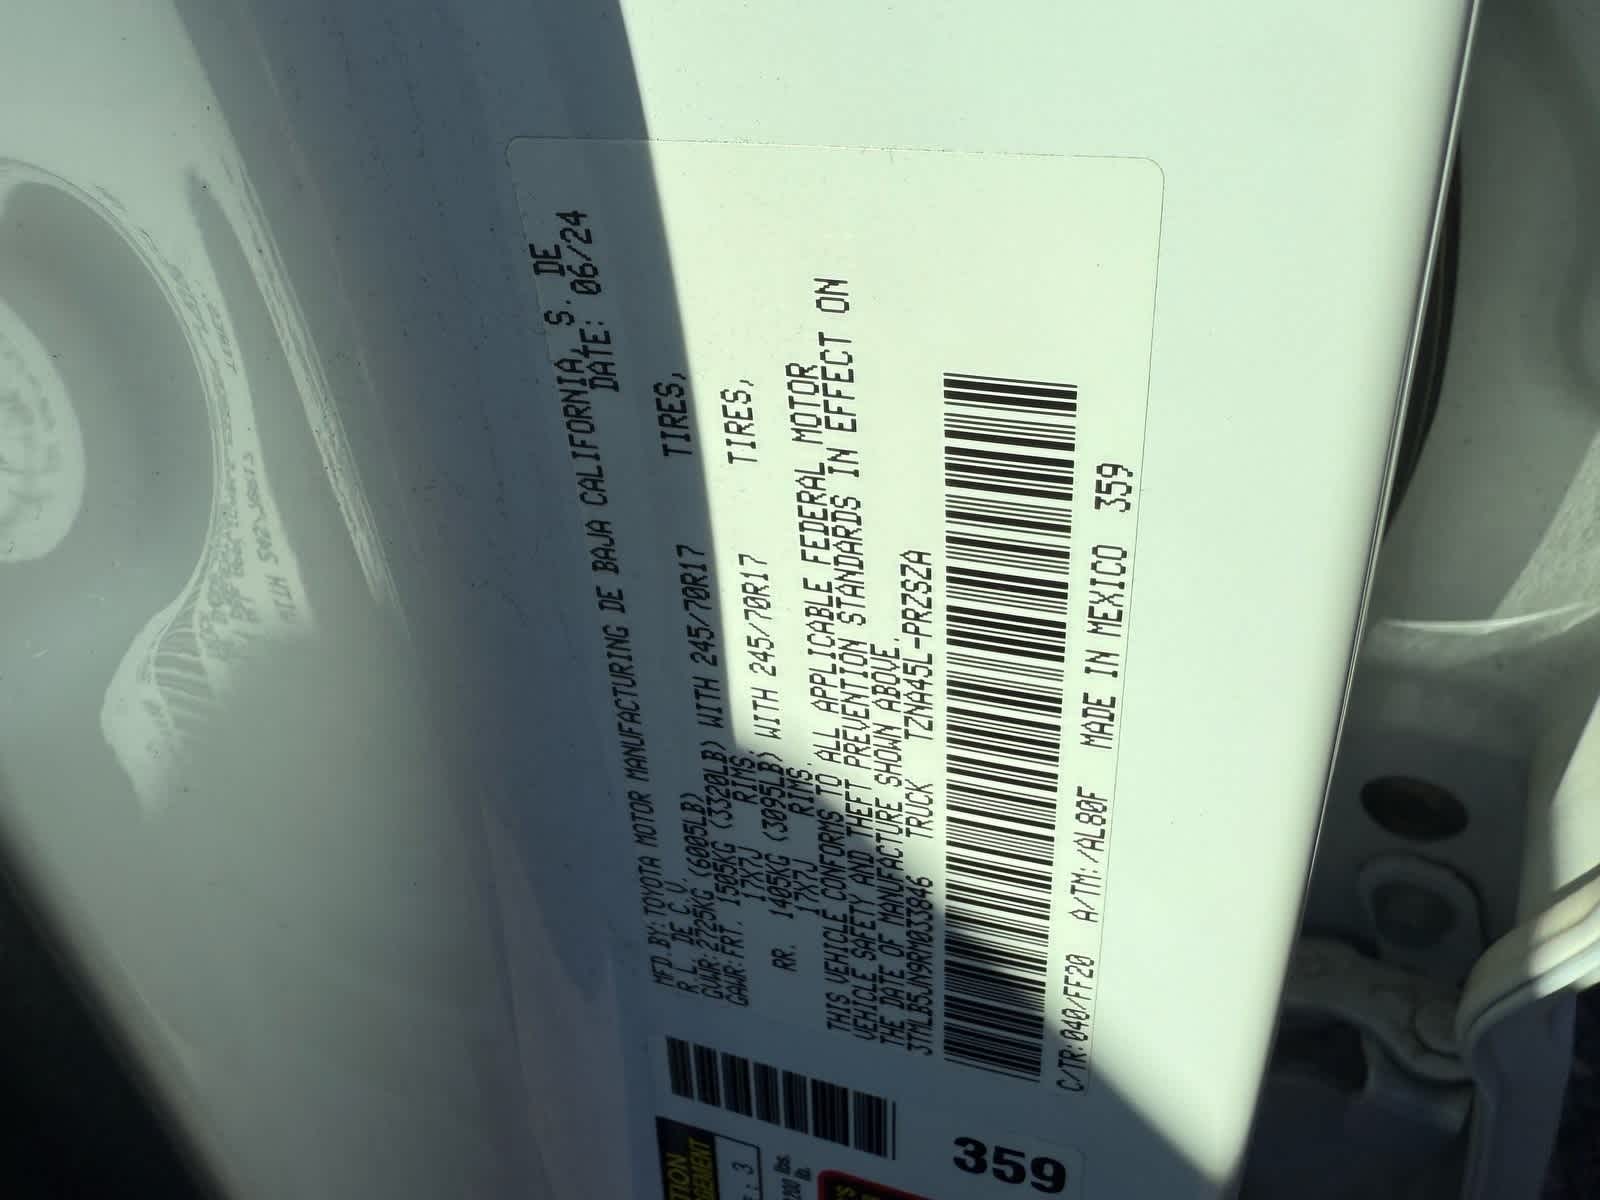 MFD. BY: TOYOTA MOTOR MANUFACTURING DE BAJA CALIFORNIA, S. DE
R.L. DE C.V. DATE: 06/24
GVWR: 2725KG (6005LB)
GAWR: FRT. 1505KG (3320LB) WITH 245/70R17 TIRES,
17X7J RIMS.
RR. 1405KG (3095LB) WITH 245/70R17 TIRES,
17X7J RIMS.
THIS VEHICLE CONFORMS TO ALL APPLICABLE FEDERAL MOTOR
VEHICLE SAFETY AND THEFT PREVENTION STANDARDS IN EFFECT ON
THE DATE OF MANUFACTURE SHOWN ABOVE.
3TMLB5JN9RM033846 TRUCK TZNA45L-PRZSZA
C/TR: 040/FF20 A/TM: /AL80F MADE IN MEXICO 359
359